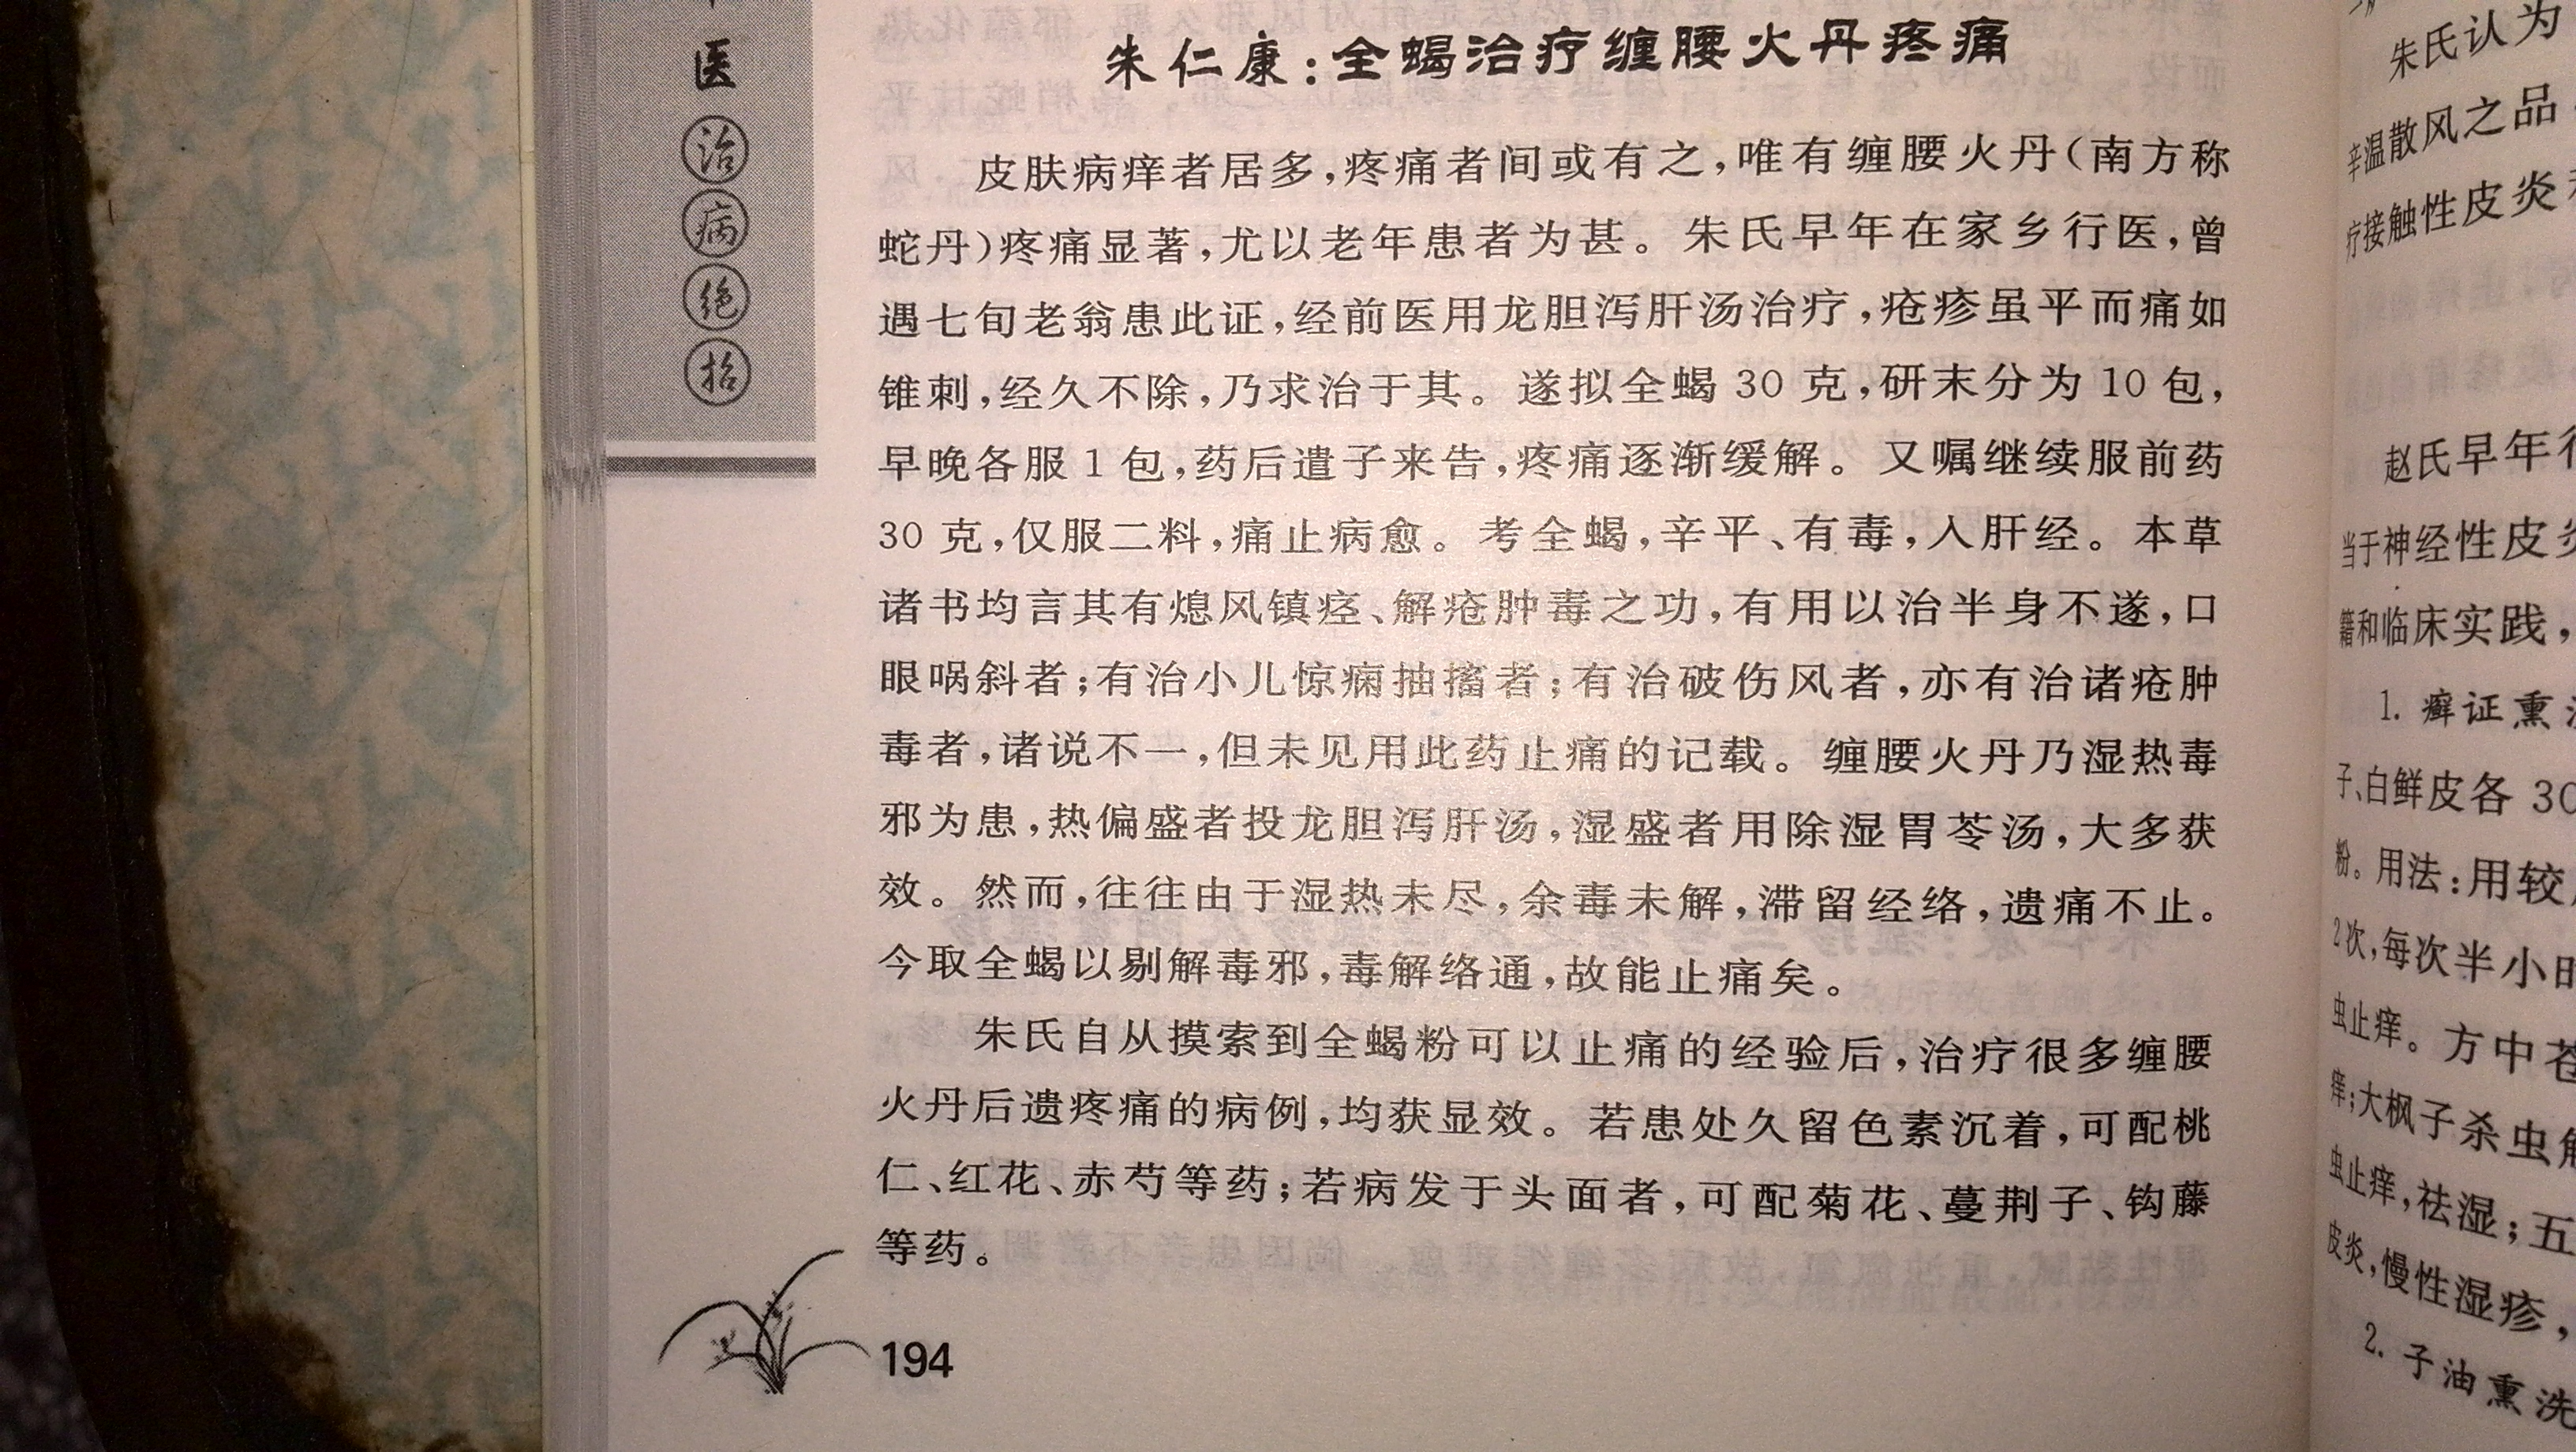 医
治
病
绝
招
朱仁康:全蝎治疗缠腰火丹疼痛
皮肤病痒者居多,疼痛者间或有之,唯有缠腰火丹(南方称
蛇丹)疼痛显著,尤以老年患者为甚。朱氏早年在家乡行医,曾
遇七旬老翁患此证,经前医用龙胆泻肝汤治疗,疮疹虽平而痛如
锥刺,经久不除,乃求治于其。遂拟全蝎 30 克,研末分为 10 包,
早晚各服 1 包,药后遣子来告,疼痛逐渐缓解。又嘱继续服前药
30 克,仅服二料,痛止病愈。考全蝎,辛平、有毒,入肝经。本草
诸书均言其有熄风镇痉、解疮肿毒之功,有用以治半身不遂,口
眼㖞斜者;有治小儿惊痫抽搐者;有治破伤风者,亦有治诸疮肿
毒者,诸说不一,但未见用此药止痛的记载。缠腰火丹乃湿热毒
邪为患,热偏盛者投龙胆泻肝汤,湿盛者用除湿胃苓汤,大多获
效。然而,往往由于湿热未尽,余毒未解,滞留经络,遗痛不止。
今取全蝎以剔解毒邪,毒解络通,故能止痛矣。
朱氏自从摸索到全蝎粉可以止痛的经验后,治疗很多缠腰
火丹后遗疼痛的病例,均获显效。若患处久留色素沉着,可配桃
仁、红花、赤芍等药;若病发于头面者,可配菊花、蔓荆子、钩藤
等药。
194
朱氏认为
辛温散风之品
疗接触性皮炎
赵氏早年行
当于神经性皮炎
籍和临床实践,
1. 癣证熏洗
子、白鲜皮各 30
粉。用法:用较
2次,每次半小时
虫止痒。方中苍
痒;大枫子杀虫解
虫止痒,祛湿;五
皮炎,慢性湿疹,
2. 子油熏洗